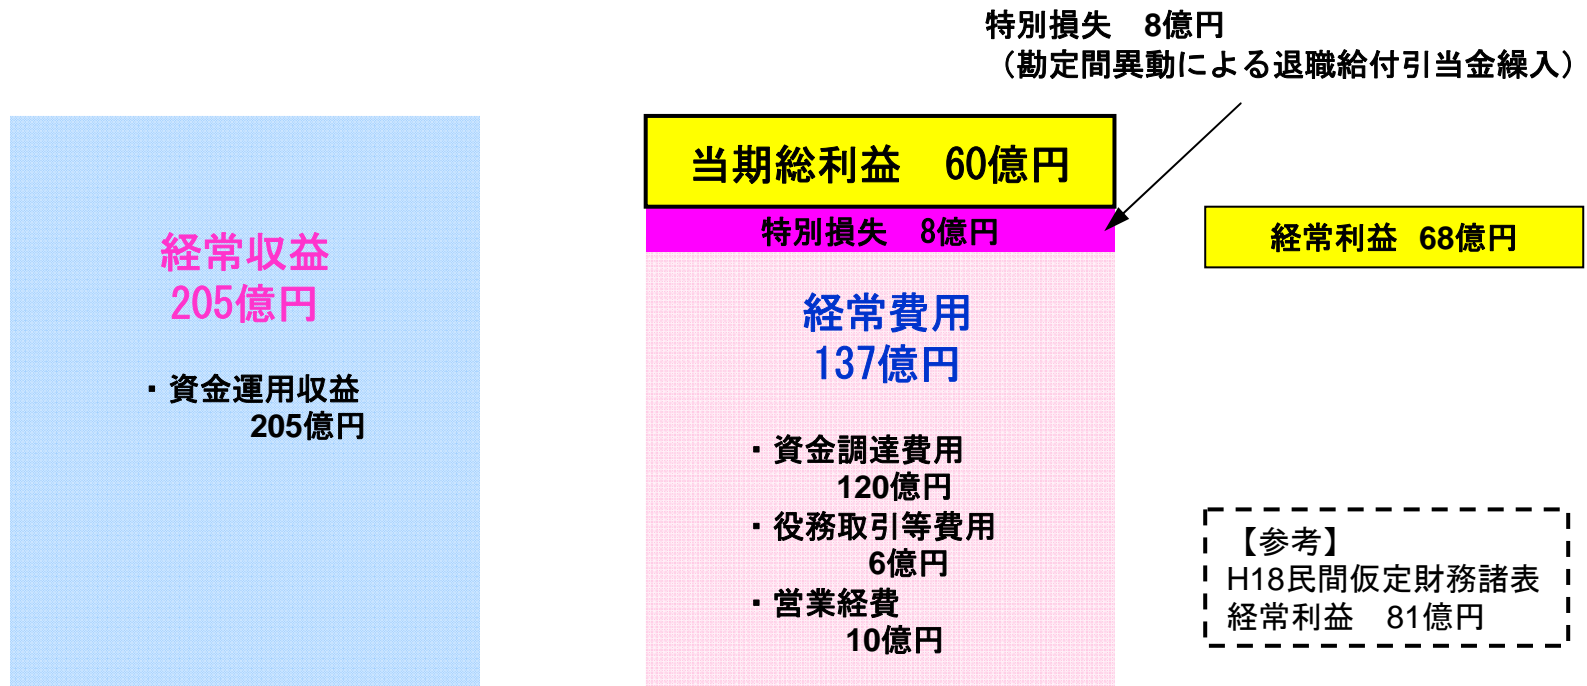 特別損失　8億円
（勘定間異動による退職給付引当金繰入）
経常収益
205億円
・資金運用収益
205億円
当期総利益　60億円
特別損失　8億円
経常費用
137億円
・資金調達費用
120億円
・役務取引等費用
6億円
・営業経費
10億円
経常利益 68億円
【参考】
H18民間仮定財務諸表
経常利益　81億円